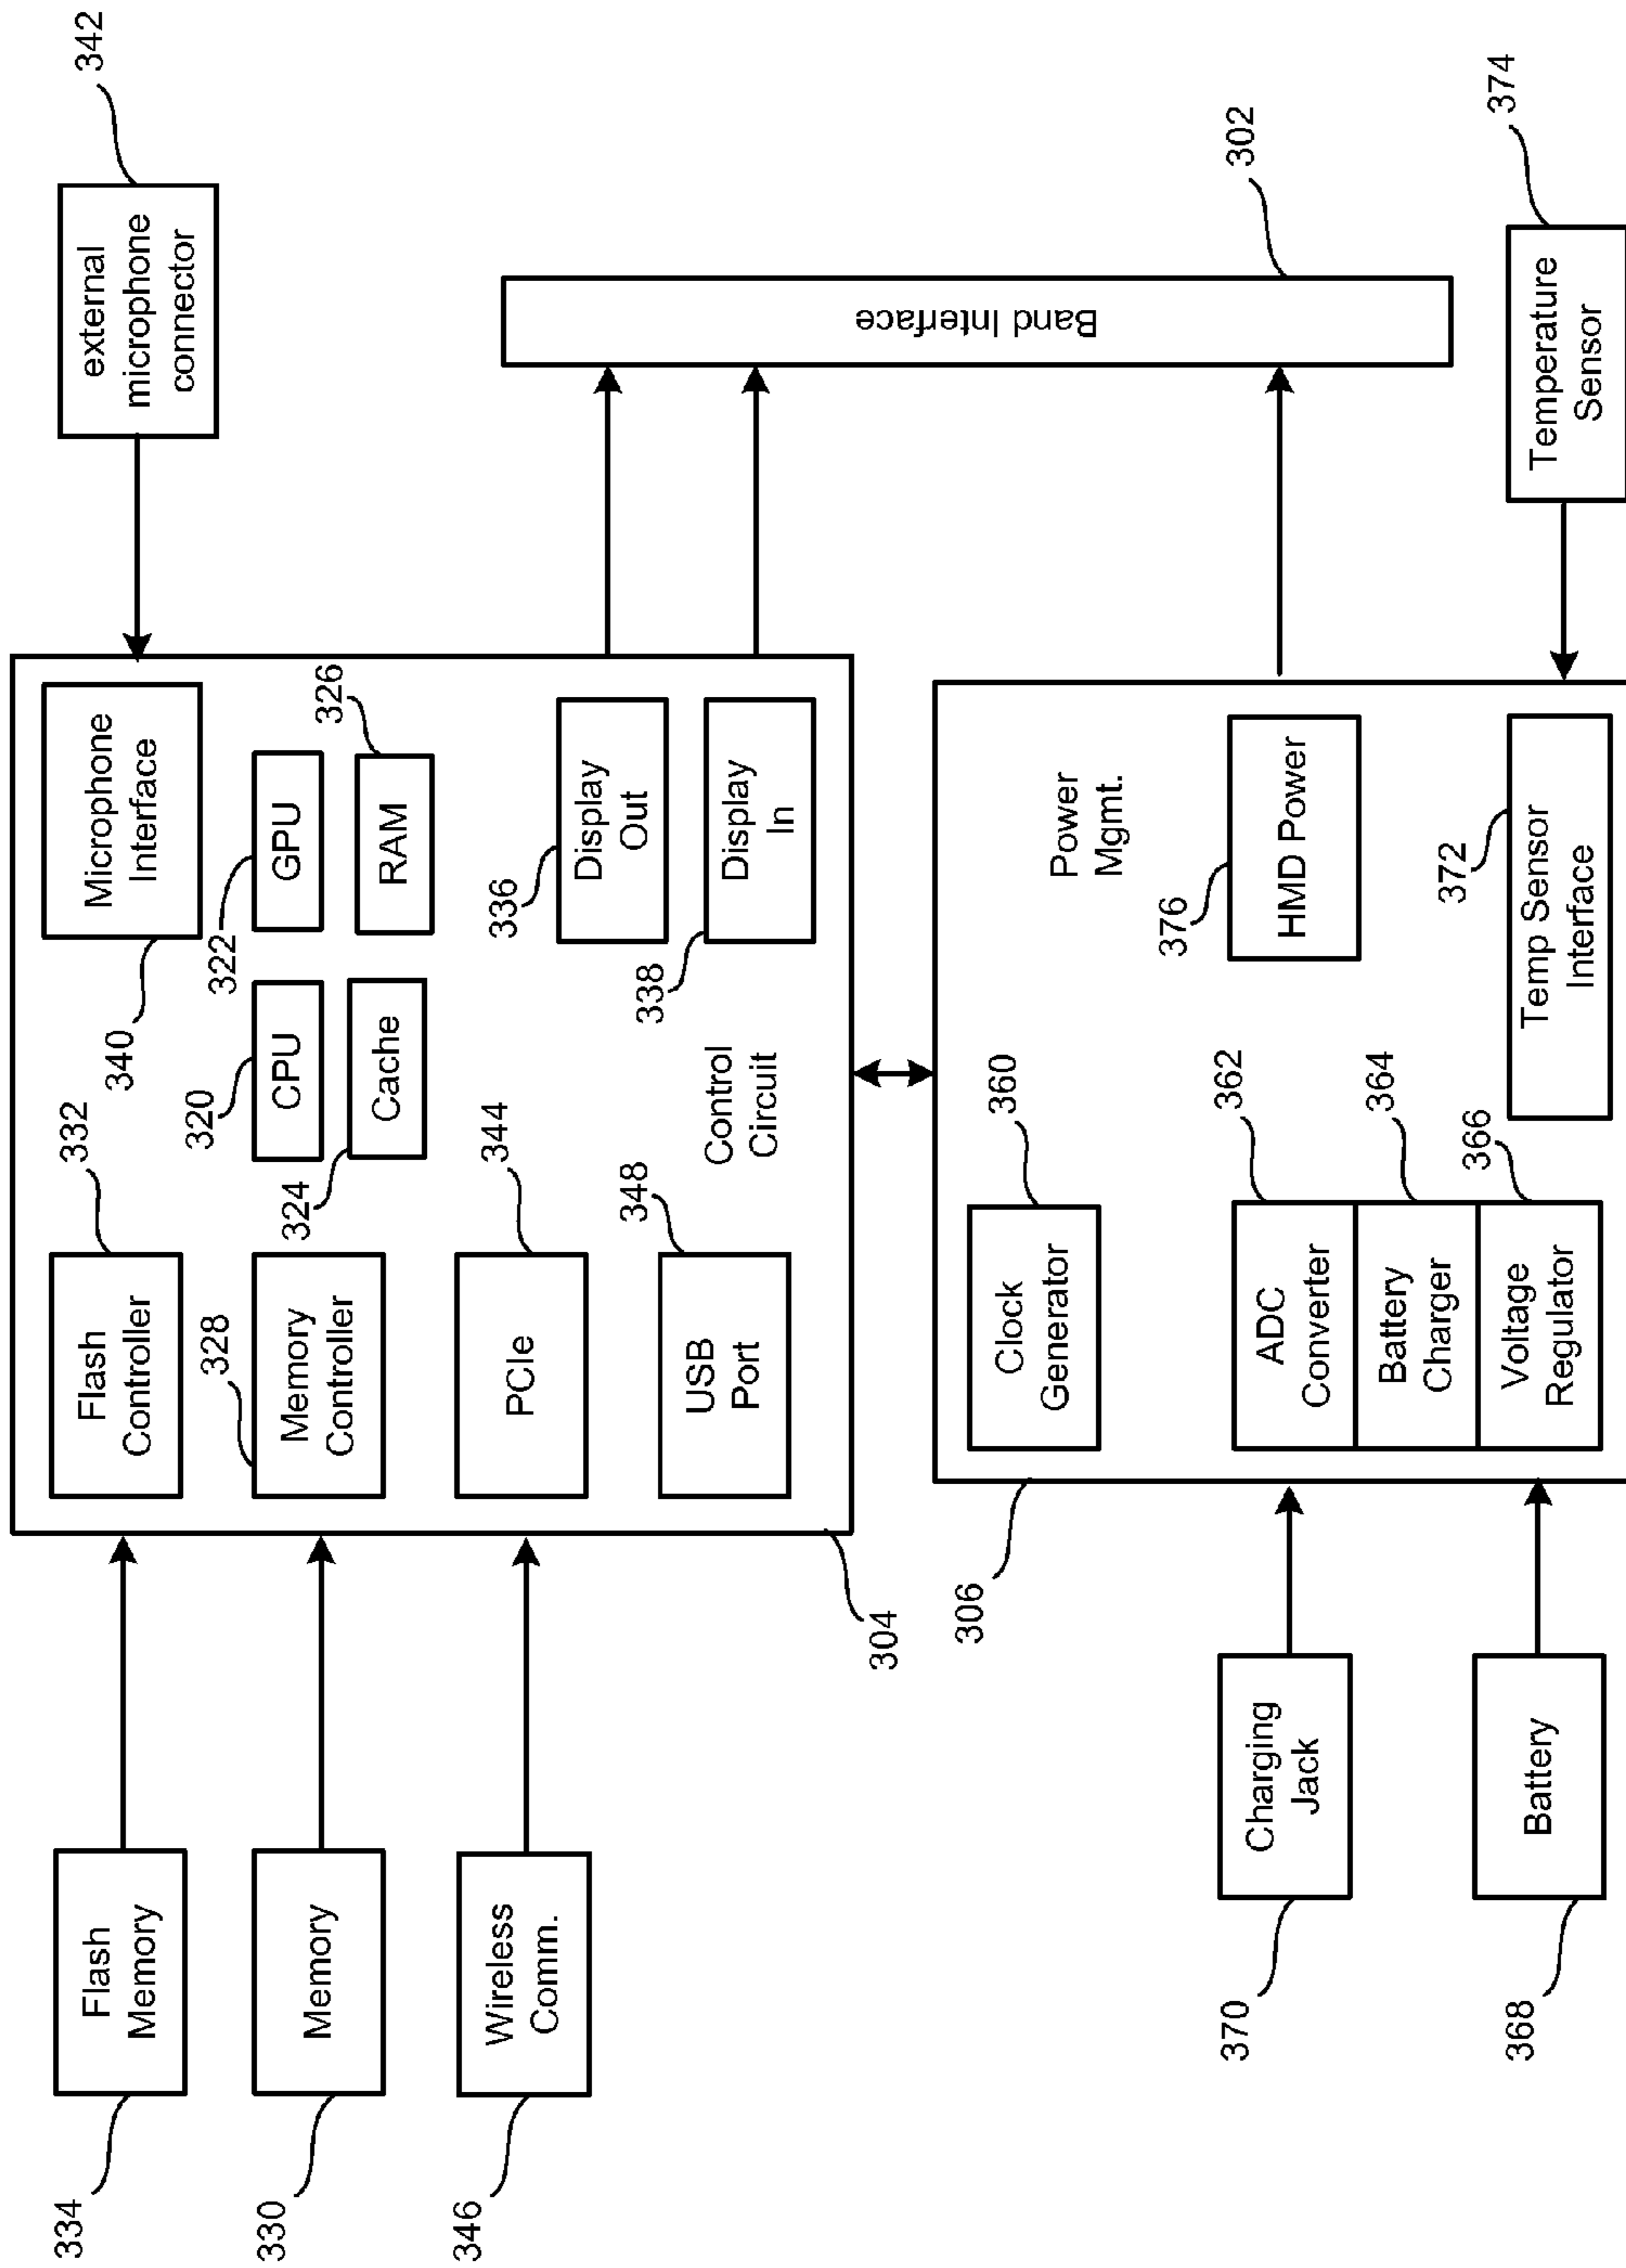 342
external
microphone
connector
Microphone
Interface
340
Flash
Controller
332
Flash
Memory
334
322
GPU
326
RAM
320
CPU
324
Cache
328
Memory
Controller
Memory
330
344
PCIe
Wireless
Comm.
346
336
Display
Out
338
Display
In
348
USB
Port
Control
Circuit
304
Band Interface
302
306
360
Clock
Generator
Power
Mgmt.
376
HMD Power
362
ADC
Converter
364
Battery
Charger
366
Voltage
Regulator
372
Temp Sensor
Interface
374
Temperature
Sensor
Charging
Jack
370
Battery
368